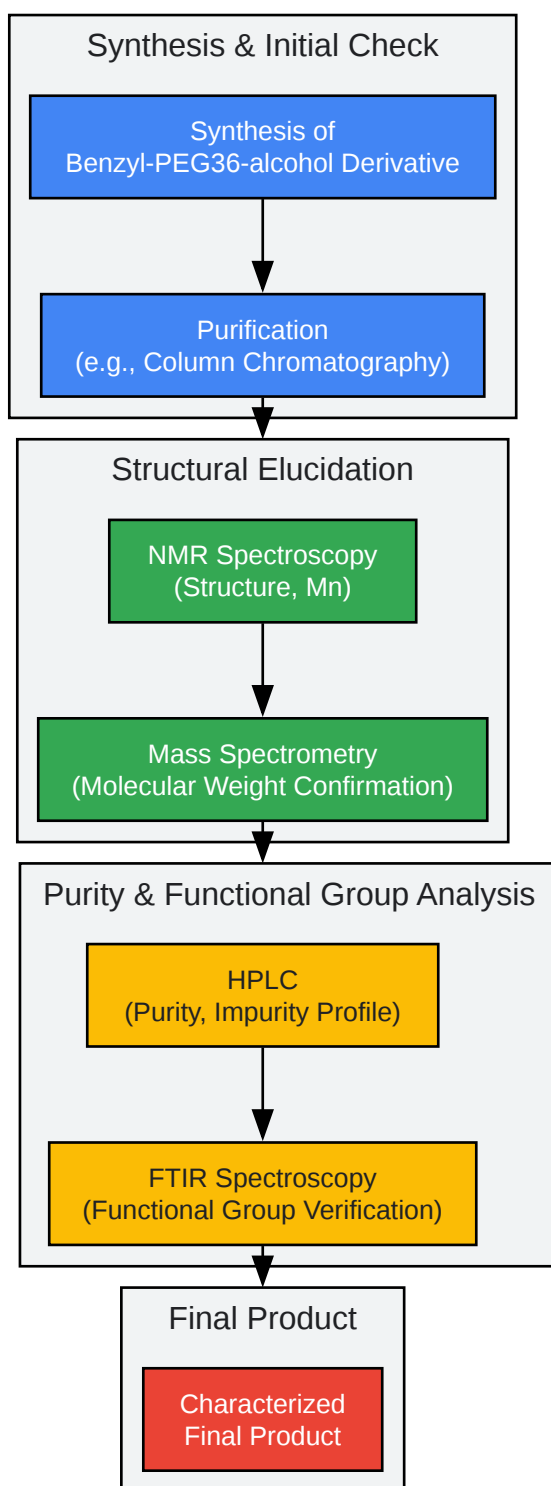 Synthesis & Initial Check
Synthesis of
Benzyl-PEG36-alcohol Derivative
Purification
(e.g., Column Chromatography)
Structural Elucidation
NMR Spectroscopy
(Structure, Mn)
Mass Spectrometry
(Molecular Weight Confirmation)
Purity & Functional Group Analysis
HPLC
(Purity, Impurity Profile)
FTIR Spectroscopy
(Functional Group Verification)
Final Product
Characterized
Final Product